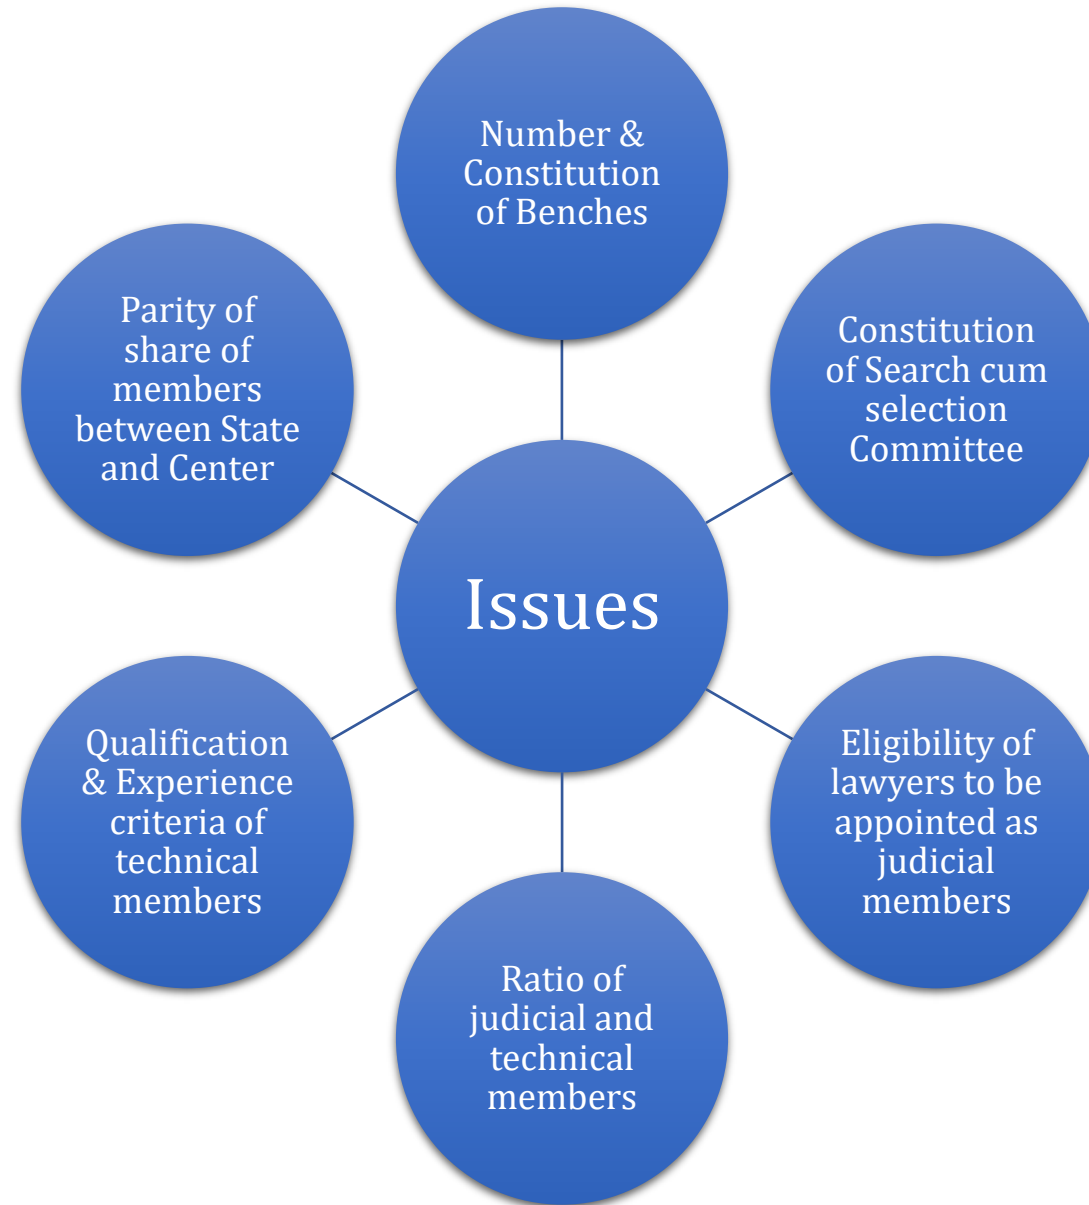 Number &
Constitution
of Benches
Constitution
of Search cum
selection
Committee
Eligibility of
lawyers to be
appointed as
judicial
members
Ratio of
judicial and
technical
members
Qualification
& Experience
criteria of
technical
members
Parity of
share of
members
between State
and Center
Issues